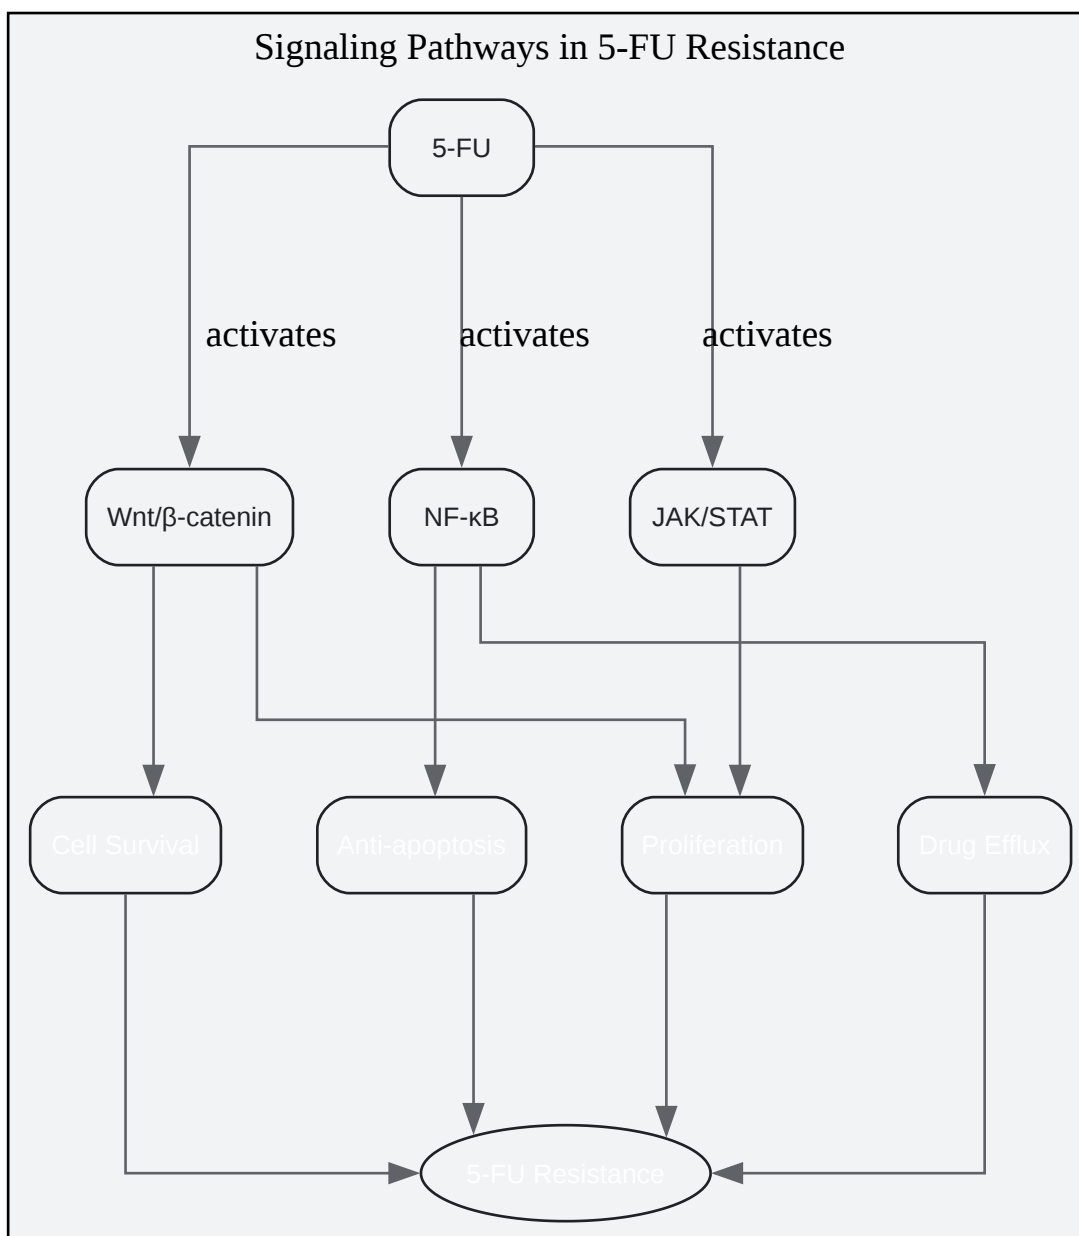 Signaling Pathways in 5-FU Resistance
5-FU
activates
activates
activates
Wnt/β-catenin
NF-κB
JAK/STAT
Cell Survival
Anti-apoptosis
Proliferation
Drug Efflux
5-FU Resistance